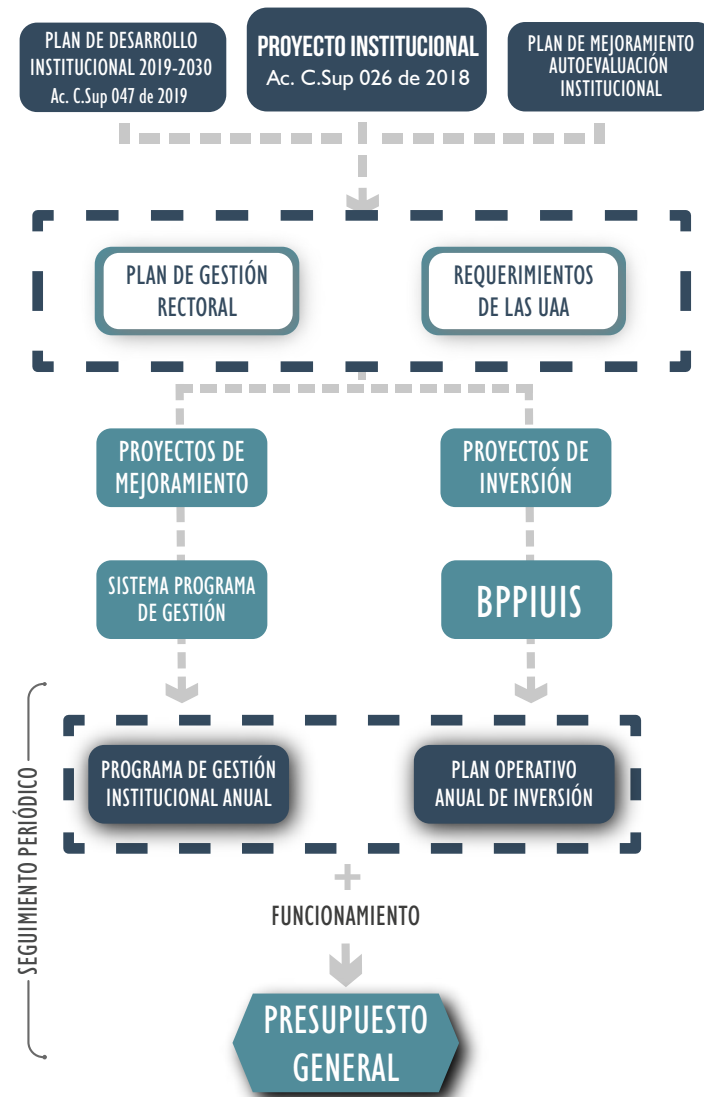 PLAN DE DESARROLLO
INSTITUCIONAL 2019-2030
Ac. C.Sup 047 de 2019
PROYECTO INSTITUCIONAL
Ac. C.Sup 026 de 2018
PLAN DE MEJORAMIENTO
AUTOEVALUACIÓN
INSTITUCIONAL
PLAN DE GESTIÓN
RECTORAL
REQUERIMIENTOS
DE LAS UAA
PROYECTOS DE
MEJORAMIENTO
PROYECTOS DE
INVERSIÓN
SISTEMA PROGRAMA
DE GESTIÓN
BPPIUIS
SEGUIMIENTO PERIÓDICO
PROGRAMA DE GESTIÓN
INSTITUCIONAL ANUAL
PLAN OPERATIVO
ANUAL DE INVERSIÓN
+
FUNCIONAMIENTO
PRESUPUESTO
GENERAL